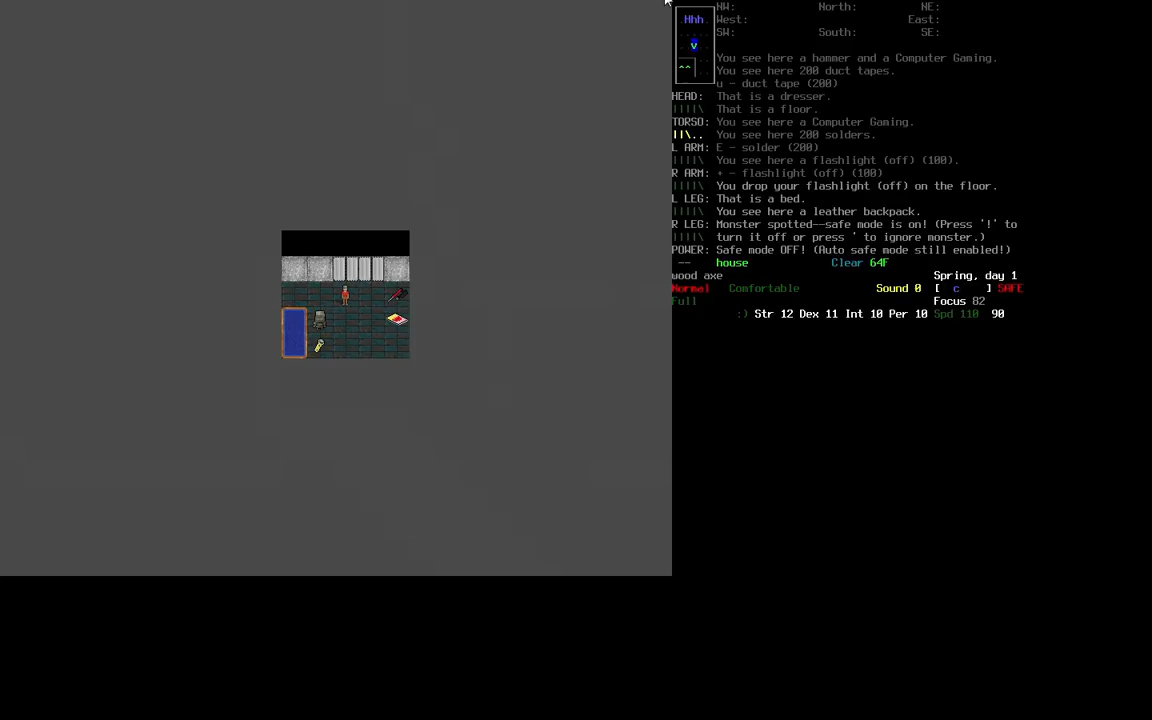 NW: North: NE:
.Hhh. West: East:
SW: South: SE:
v
You see here a hammer and a Computer Gaming.
^^ You see here 200 duct tapes.
u - duct tape (200)
HEAD: That is a dresser.
||||\ That is a floor.
TORSO: You see here a Computer Gaming.
||\.. You see here 200 solders.
L ARM: E - solder (200)
||||\ You see here a flashlight (off) (100).
R ARM: + - flashlight (off) (100)
||||\ You drop your flashlight (off) on the floor.
L LEG: That is a bed.
||||\ You see here a leather backpack.
R LEG: Monster spotted--safe mode is on! (Press '!' to
||||\ turn it off or press ' to ignore monster.)
POWER: Safe mode OFF! (Auto safe mode still enabled!)
-- house Clear 64F
wood axe Spring, day 1
Normal Comfortable Sound 0 [ c ] SAFE
Full Focus 82
:) Str 12 Dex 11 Int 10 Per 10 Spd 110 90